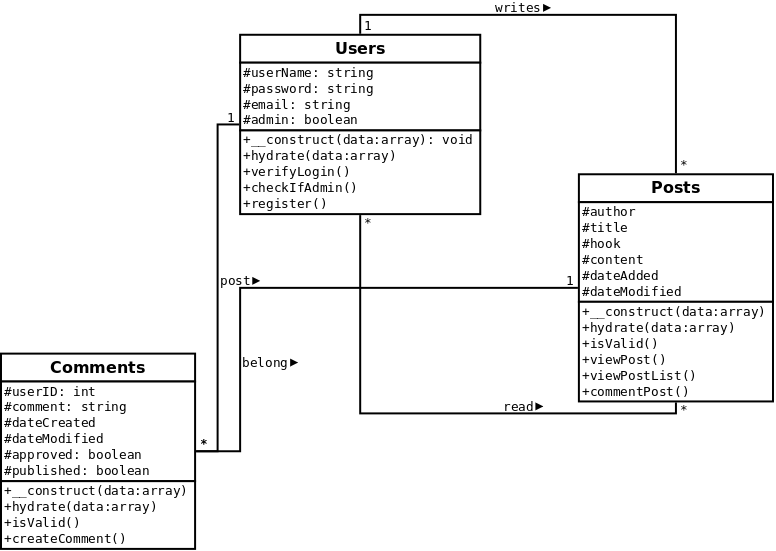 writes►
1
Users
#userName: string
#password: string
#email: string
#admin: boolean
+__construct(data:array): void
+hydrate(data:array)
+verifyLogin()
+checkIfAdmin()
+register()
1
*
*
Posts
#author
#title
#hook
#content
#dateAdded
#dateModified
+__construct(data:array)
+hydrate(data:array)
+isValid()
+viewPost()
+viewPostList()
+commentPost()
post►
1
belong►
read►
*
Comments
#userID: int
#comment: string
#dateCreated
#dateModified
#approved: boolean
#published: boolean
+__construct(data:array)
+hydrate(data:array)
+isValid()
+createComment()
*